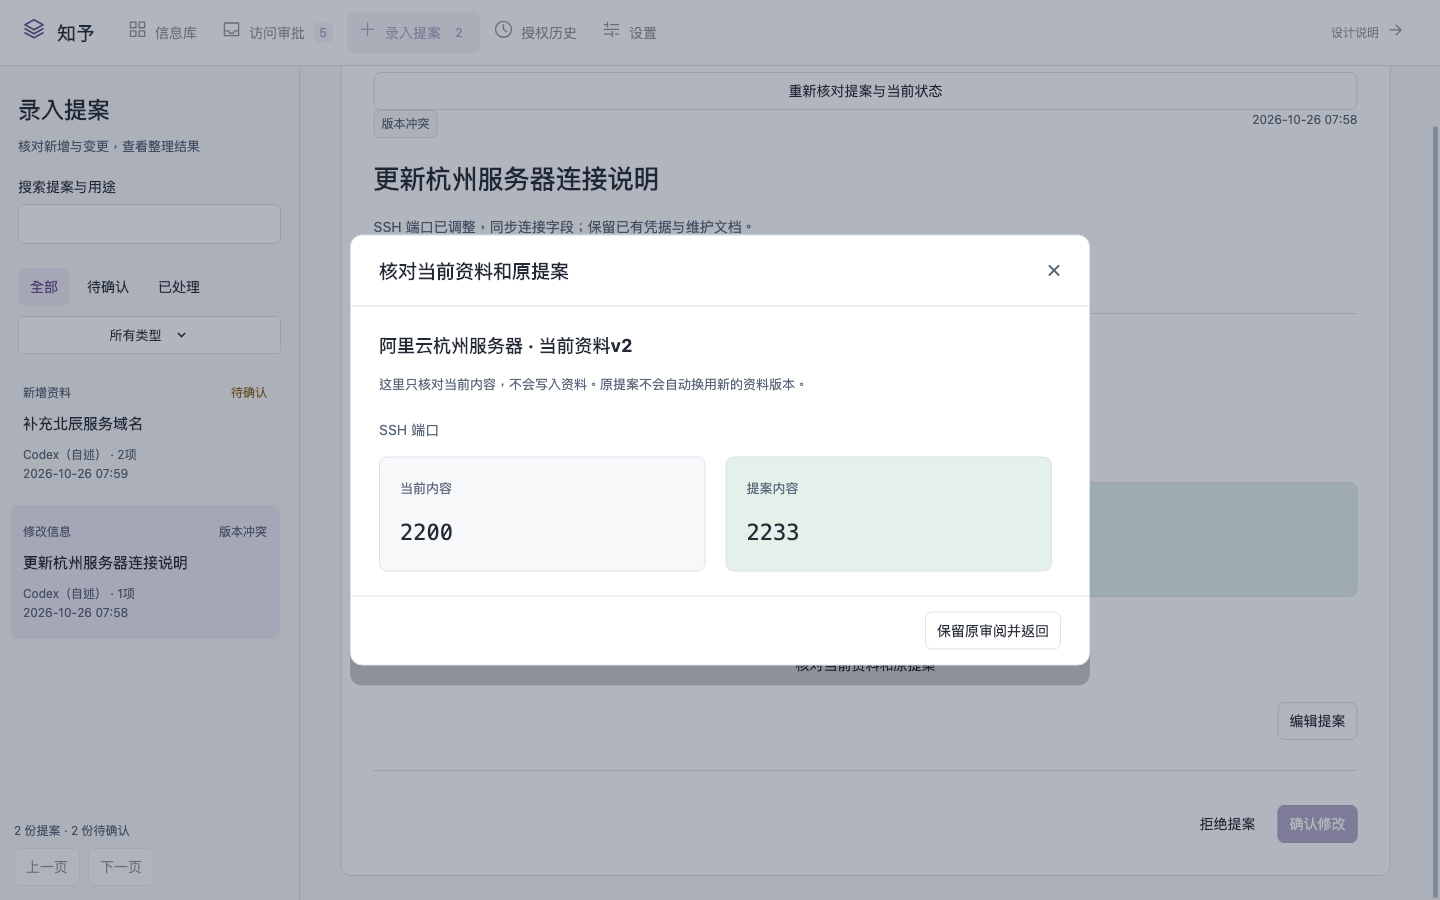 知予
信息库
访问审批 5
录入提案 2
授权历史
设置
设计说明
录入提案
核对新增与变更，查看整理结果
搜索提案与用途
全部
待确认
已处理
所有类型
新增资料
待确认
补充北辰服务域名
Codex（自述） · 2项
2026-10-26 07:59
修改信息
版本冲突
更新杭州服务器连接说明
Codex（自述） · 1项
2026-10-26 07:58
2 份提案 · 2 份待确认
上一页
下一页
重新核对提案与当前状态
版本冲突
2026-10-26 07:58
更新杭州服务器连接说明
SSH 端口已调整，同步连接字段；保留已有凭据与维护文档。
核对当前资料和原提案
阿里云杭州服务器 · 当前资料v2
这里只核对当前内容，不会写入资料。原提案不会自动换用新的资料版本。
SSH 端口
当前内容
2200
提案内容
2233
保留原审阅并返回
核对当前资料和原提案
编辑提案
拒绝提案
确认修改